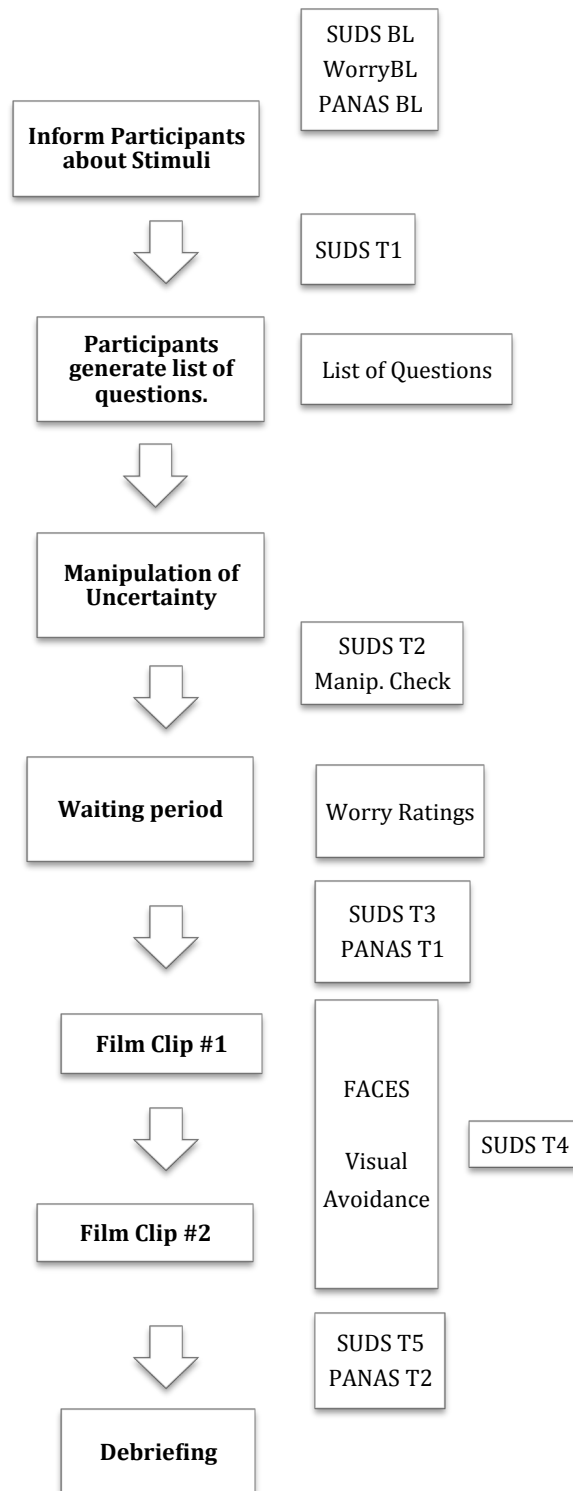 SUDS BL
WorryBL
PANAS BL
Inform Participants
about Stimuli
SUDS T1
Participants
generate list of
questions.
List of Questions
Manipulation of
Uncertainty
SUDS T2
Manip. Check
Waiting period
Worry Ratings
SUDS T3
PANAS T1
Film Clip #1
FACES
Visual
Avoidance
SUDS T4
Film Clip #2
SUDS T5
PANAS T2
Debriefing